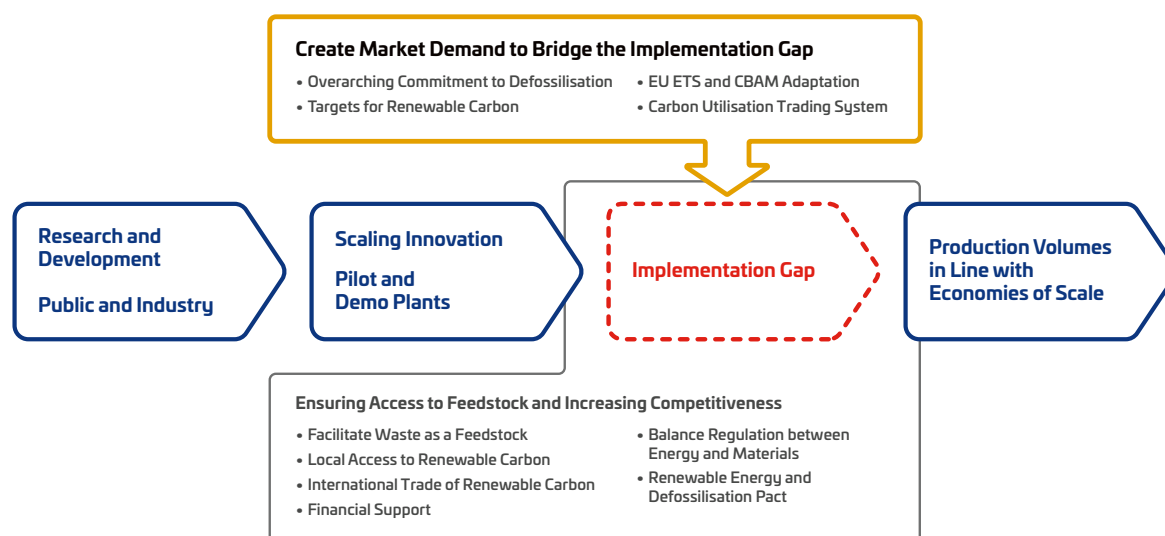 Create Market Demand to Bridge the Implementation Gap
• Overarching Commitment to Defossilisation
• Targets for Renewable Carbon
• EU ETS and CBAM Adaptation
• Carbon Utilisation Trading System
Research and
Development
Public and Industry
Scaling Innovation
Pilot and
Demo Plants
Implementation Gap
Production Volumes
in Line with
Economies of Scale
Ensuring Access to Feedstock and Increasing Competitiveness
• Facilitate Waste as a Feedstock
• Local Access to Renewable Carbon
• International Trade of Renewable Carbon
• Financial Support
• Balance Regulation between
Energy and Materials
• Renewable Energy and
Defossilisation Pact